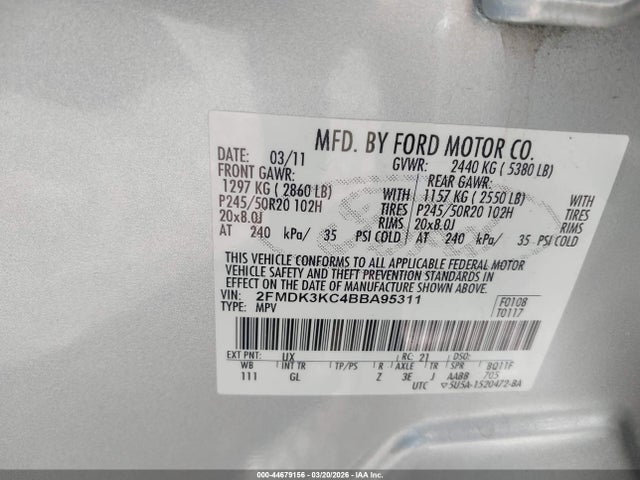 MFD. BY FORD MOTOR CO.
DATE: 03/11 GVWR: 2440 KG ( 5380 LB)
FRONT GAWR: REAR GAWR:
1297 KG ( 2860 LB) WITH 1157 KG ( 2550 LB) WITH
P245/50R20 102H TIRES P245/50R20 102H TIRES
20x8.0J RIMS 20x8.0J RIMS
AT 240 kPa/ 35 PSI COLD AT 240 kPa/ 35 PSI COLD
THIS VEHICLE CONFORMS TO ALL APPLICABLE FEDERAL MOTOR
VEHICLE SAFETY AND THEFT PREVENTION STANDARDS IN
EFFECT ON THE DATE OF MANUFACTURE SHOWN ABOVE.
VIN: 2FMDK3KC4BBA95311 F0108
TYPE: MPV T0117
EXT PNT: UX RC: 21 DSO:
WB INT TR TP/PS R AXLE TR SPR BQ11F
111 GL Z 3E J AABB 705
UTC 5U5A-1520472-BA
000-44679156 - 03/20/2026 - IAA Inc.